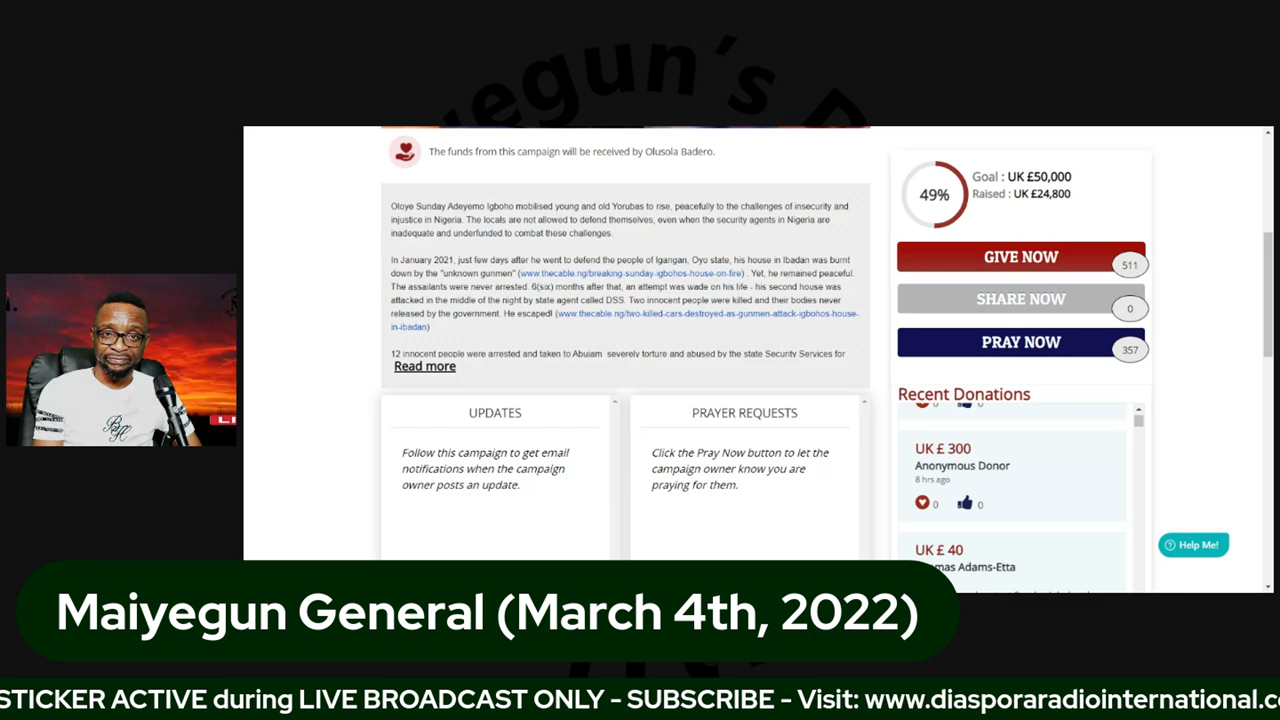 yegun's D
The funds from this campaign will be received by Olusola Badero.
Oloye Sunday Adeyemo Igboho mobilised young and old Yorubas to rise, peacefully to the challenges of insecurity and
injustice in Nigeria. The locals are not allowed to defend themselves, even when the security agents in Nigeria are
inadequate and underfunded to combat these challenges.
In January 2021, just few days after he went to defend the people of Igangan, Oyo state, his house in Ibadan was burnt
down by the "unknown gunmen" (www.thecable.ng/breaking-sunday-igbohos-house-on-fire) . Yet, he remained peaceful.
The assailants were never arrested. 6(six) months after that, an attempt was wade on his life - his second house was
attacked in the middle of the night by state agent called DSS. Two innocent people were killed and their bodies never
released by the government. He escaped! (www.thecable.ng/two-killed-cars-destroyed-as-gunmen-attack-igbohos-house-
in-ibadan)
12 innocent people were arrested and taken to Abujam severely torture and abused by the state Security Services for
Read more
UPDATES
Follow this campaign to get email
notifications when the campaign
owner posts an update.
PRAYER REQUESTS
Click the Pray Now button to let the
campaign owner know you are
praying for them.
49%
Goal : UK £50,000
Raised : UK £24,800
GIVE NOW
511
SHARE NOW
0
PRAY NOW
357
Recent Donations
0 0
UK £ 300
Anonymous Donor
8 hrs ago
0 0
UK £ 40
mas Adams-Etta
Help Me!
LI
Maiyegun General (March 4th, 2022)
STICKER ACTIVE during LIVE BROADCAST ONLY - SUBSCRIBE - Visit: www.diasporaradiointernational.c